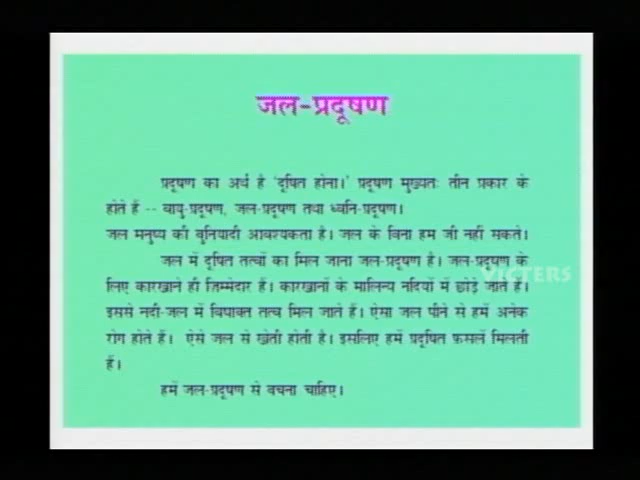 जल-प्रदूषण
प्रदूषण का अर्थ है 'दूषित होना।' प्रदूषण मुख्यतः तीन प्रकार के
होते हैं -- वायु-प्रदूषण, जल-प्रदूषण तथा ध्वनि-प्रदूषण।
जल मनुष्य की बुनियादी आवश्यकता है। जल के बिना हम जी नहीं सकते।
जल में दूषित तत्वों का मिल जाना जल-प्रदूषण है। जल-प्रदूषण के
लिए कारखाने ही ज़िम्मेदार हैं। कारखानों के मालिन्य नदियों में छोड़े जाते हैं।
VICTERS
इससे नदी-जल में विषाक्त तत्व मिल जाते हैं। ऐसा जल पीने से हमें अनेक
रोग होते हैं। ऐसे जल से खेती होती है। इसलिए हमें प्रदूषित फ़सलें मिलती
हैं।
हमें जल-प्रदूषण से बचना चाहिए।